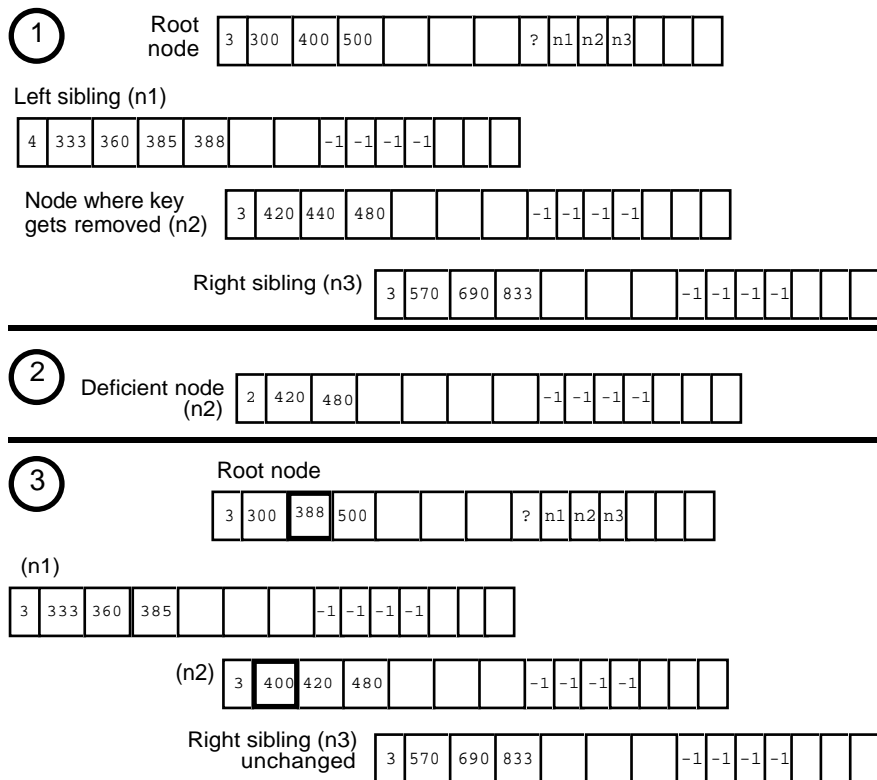 1
Root node
3 300 400 500 ? n1 n2 n3
Left sibling (n1)
4 333 360 385 388 -1 -1 -1 -1
Node where key
gets removed (n2)
3 420 440 480 -1 -1 -1 -1
Right sibling (n3)
3 570 690 833 -1 -1 -1 -1
2
Deficient node
(n2)
2 420 480 -1 -1 -1 -1
3
Root node
3 300 388 500 ? n1 n2 n3
(n1)
3 333 360 385 -1 -1 -1 -1
(n2)
3 400 420 480 -1 -1 -1 -1
Right sibling (n3)
unchanged
3 570 690 833 -1 -1 -1 -1